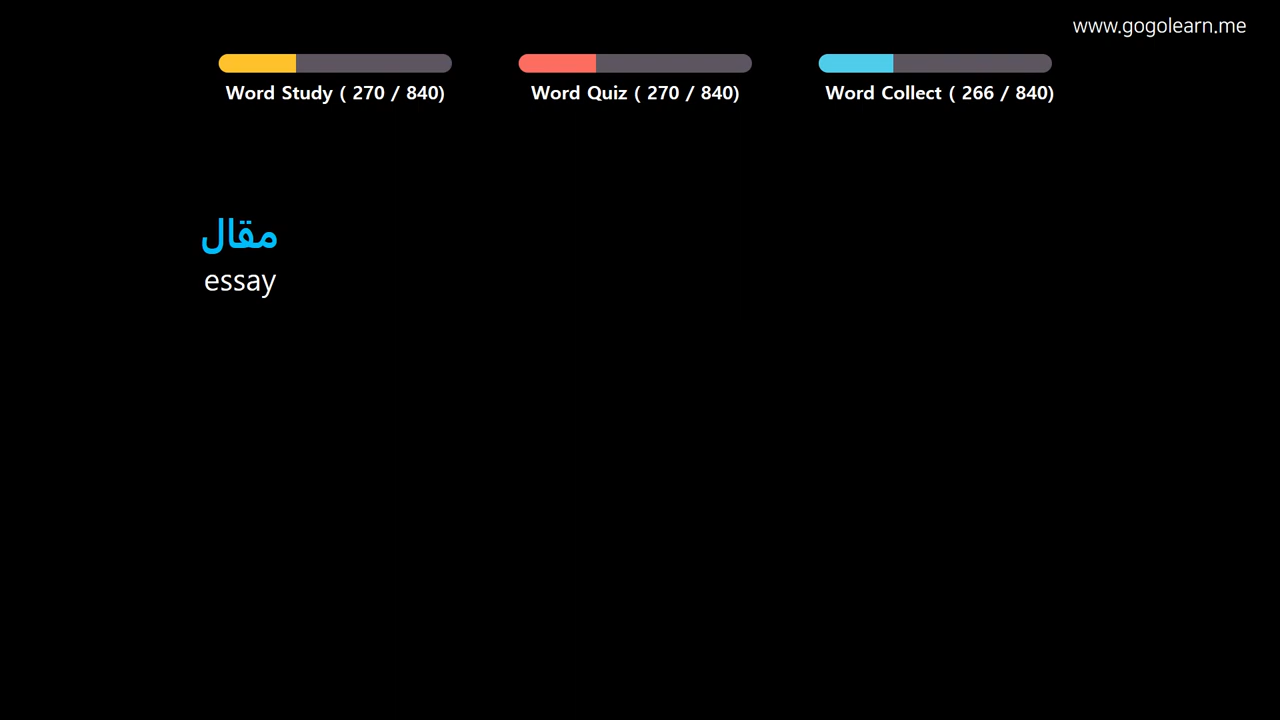 www.gogolearn.me
Word Study ( 270 / 840)
Word Quiz ( 270 / 840)
Word Collect ( 266 / 840)
مقال
essay